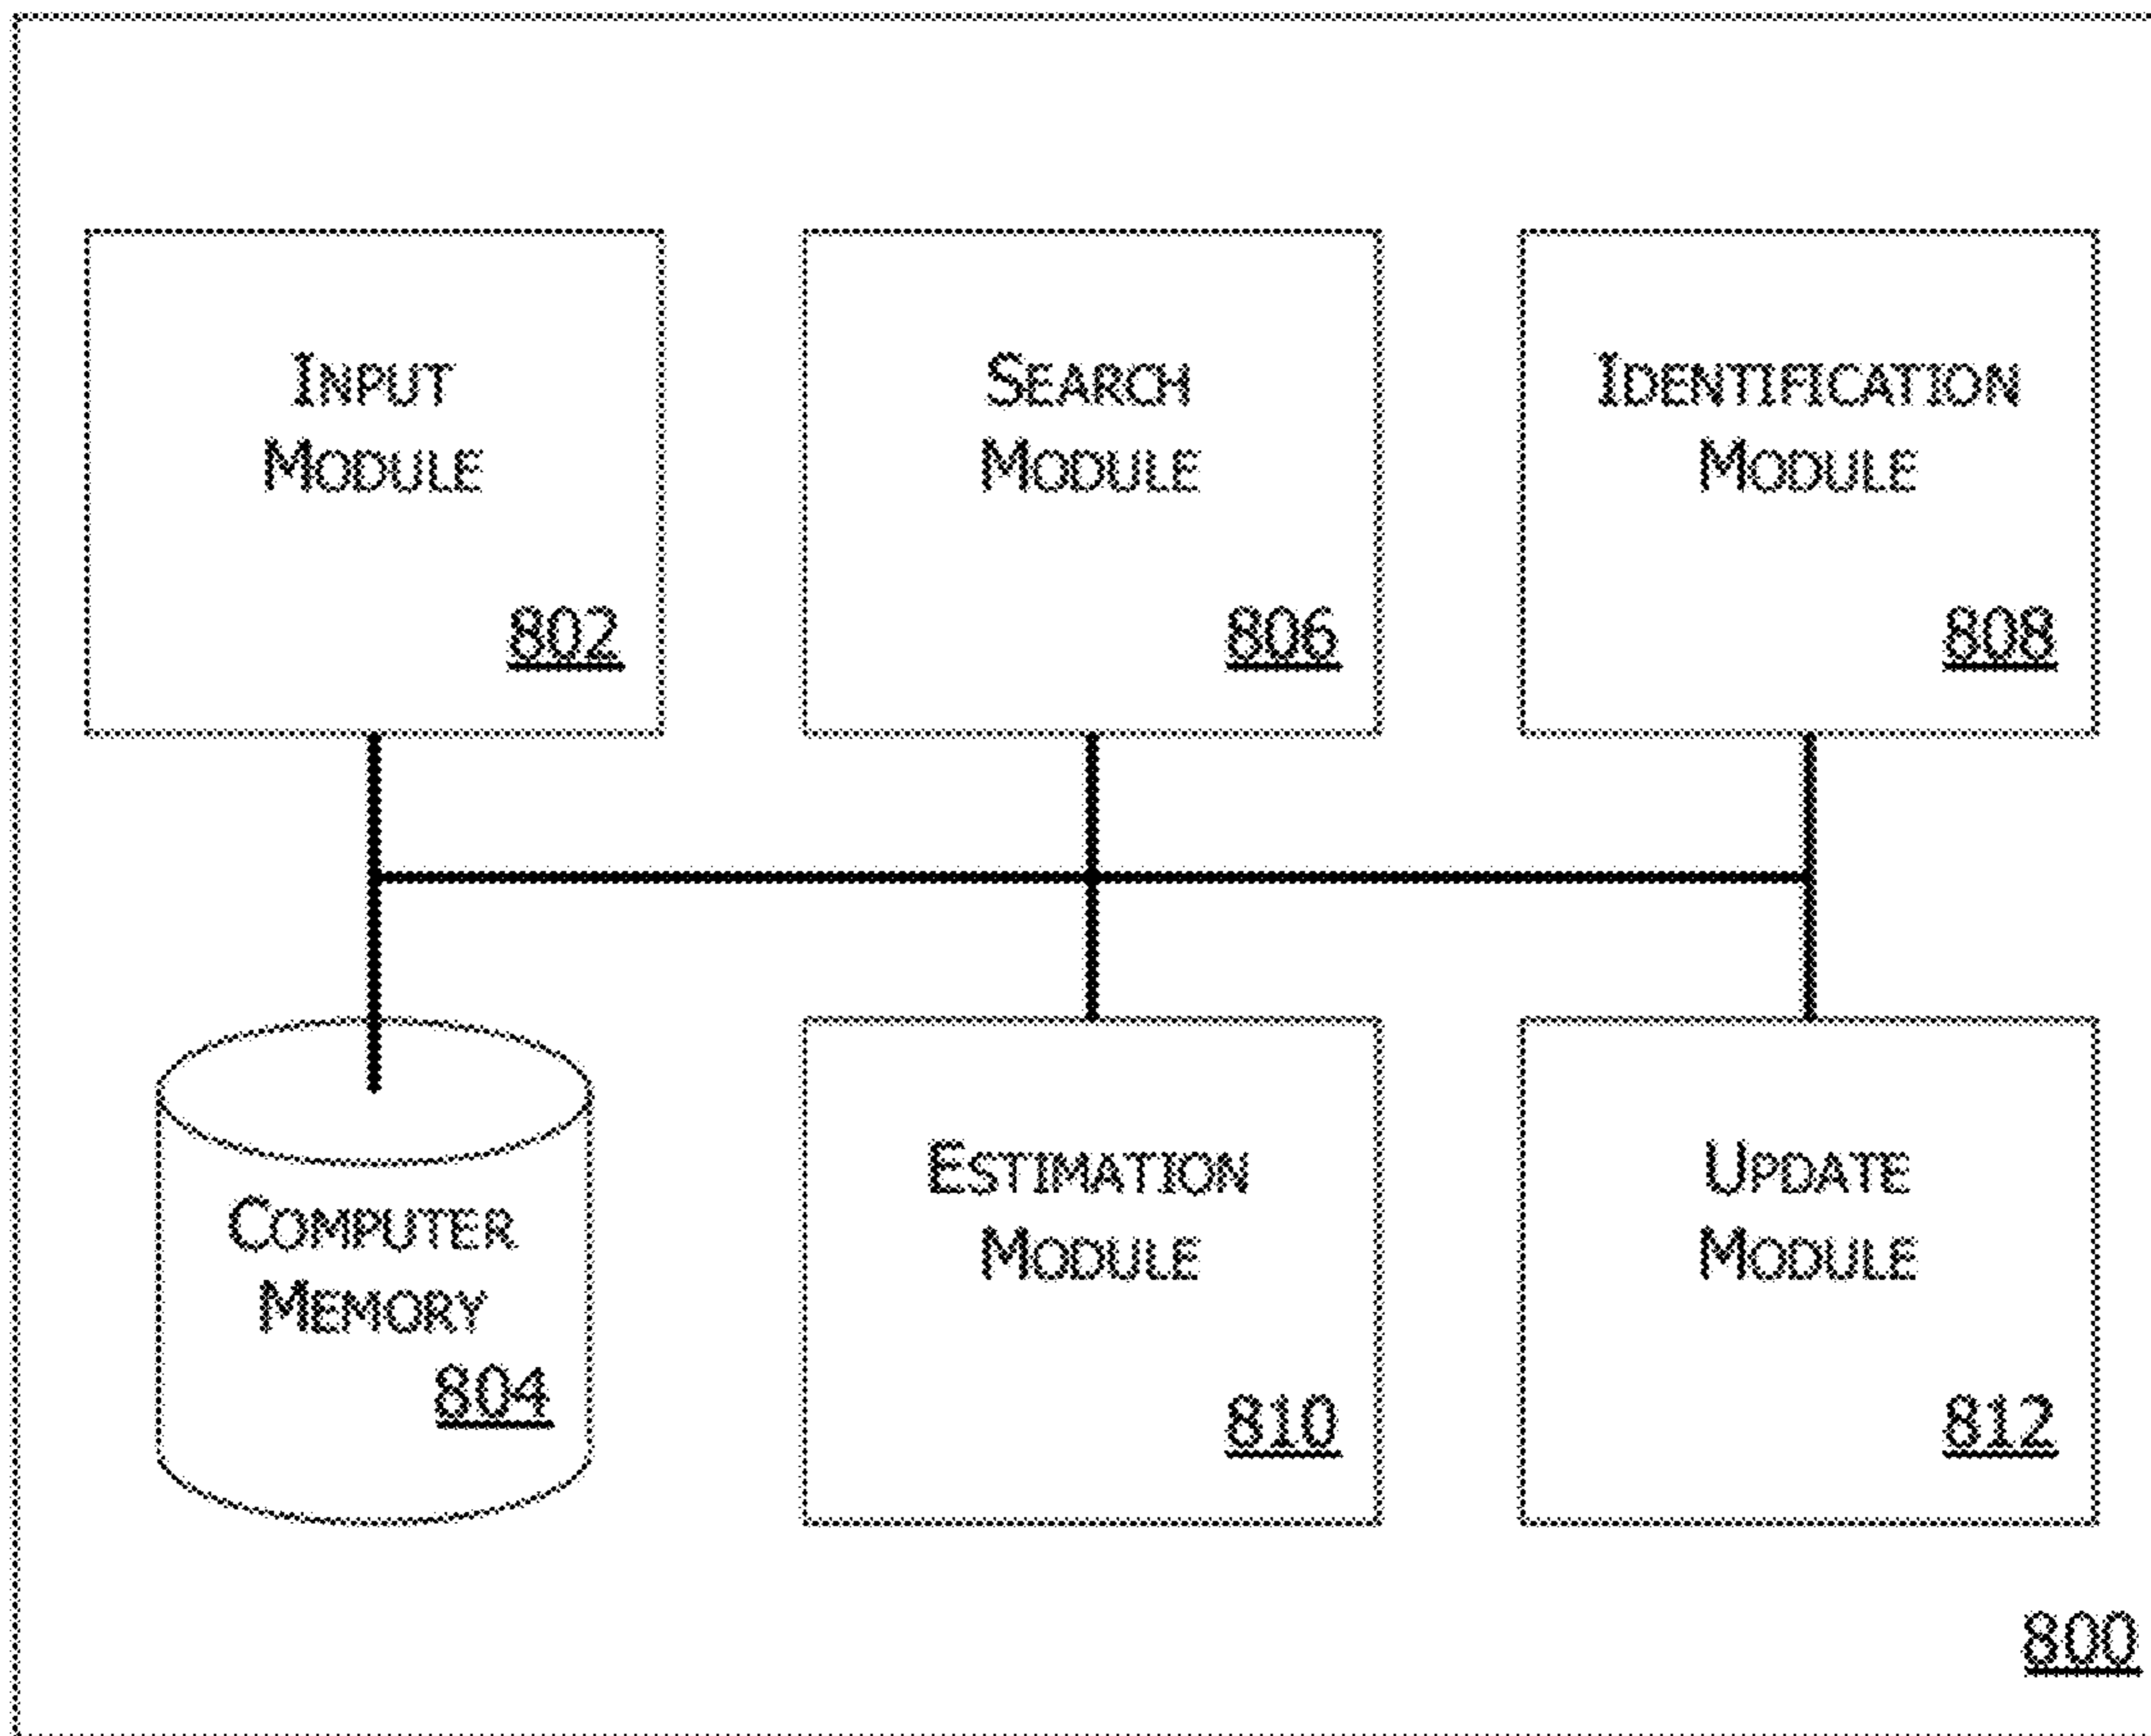 INPUT
MODULE
802
SEARCH
MODULE
806
IDENTIFICATION
MODULE
808
COMPUTER
MEMORY
804
ESTIMATION
MODULE
810
UPDATE
MODULE
812
800